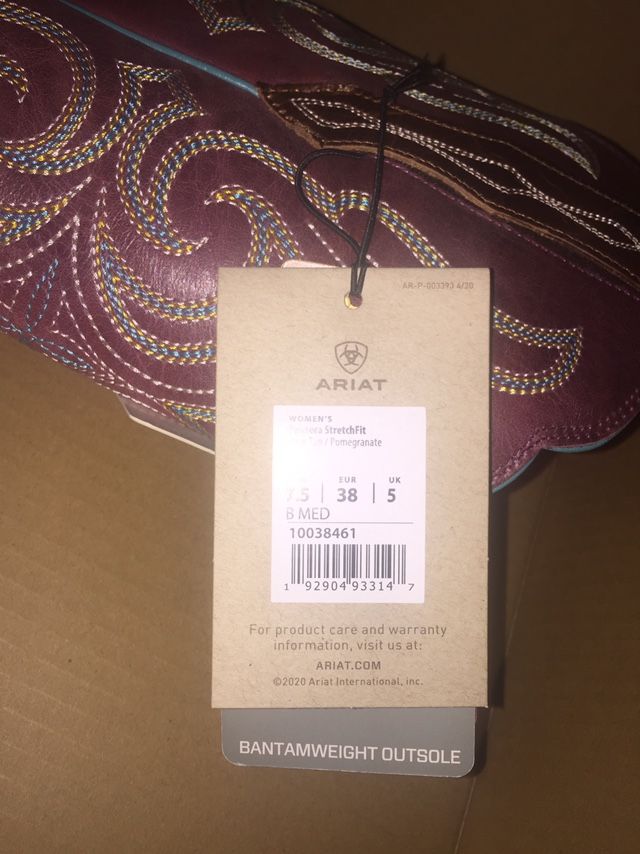 AR-P-003393 4/20
ARIAT
WOMEN'S
StretchFit
/ Pomegranate
EUR UK
7.5 | 38 | 5
B MED
10038461
1 92904 93314 7
For product care and warranty
information, visit us at:
ARIAT.COM
©2020 Ariat International, inc.
BANTAMWEIGHT OUTSOLE